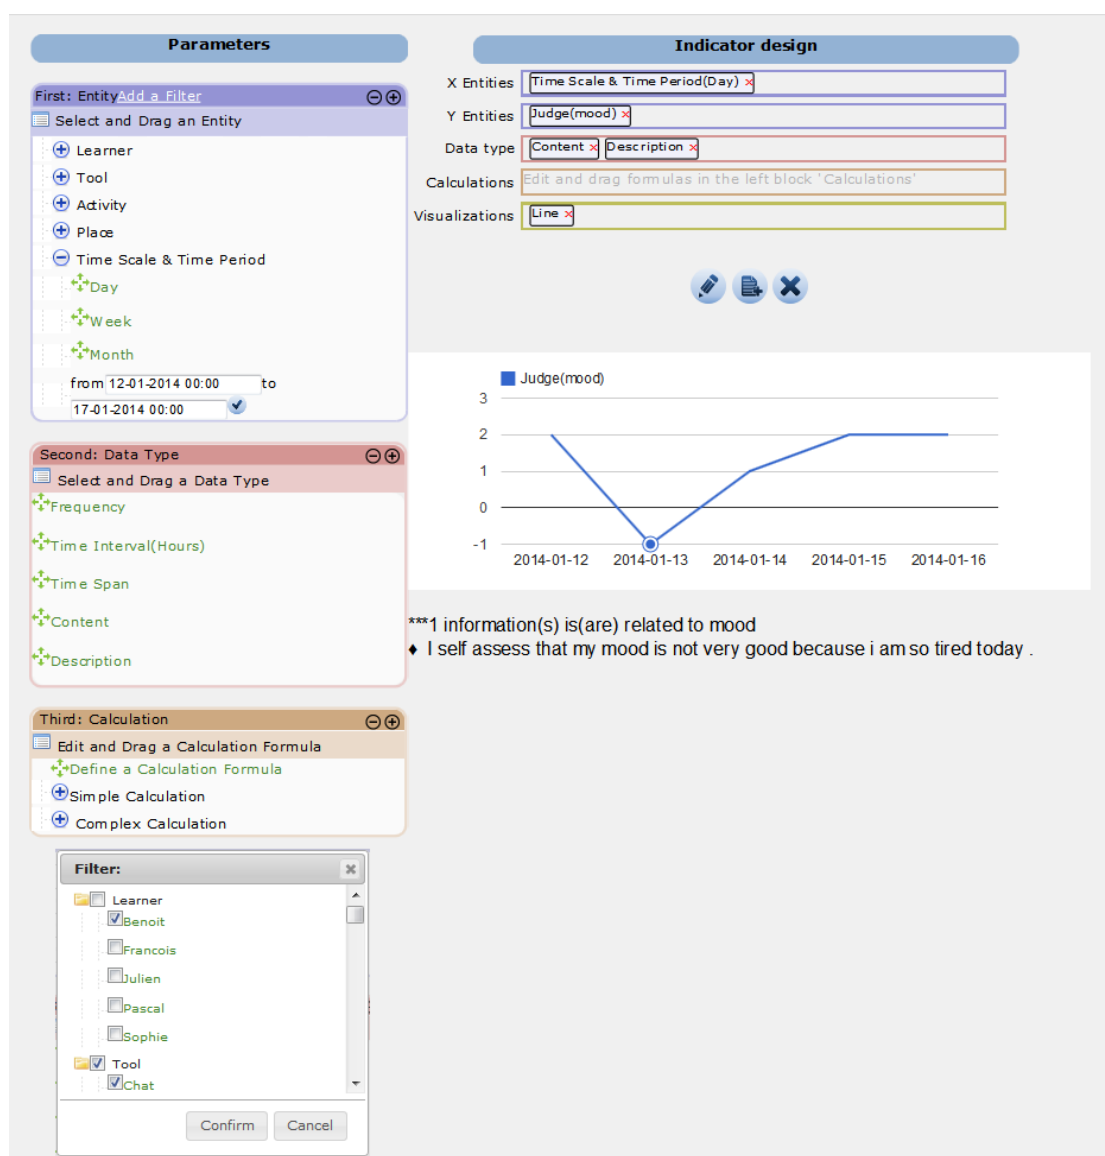 Parameters
First: EntityAdd a Filter
Select and Drag an Entity
Learner
Tool
Activity
Place
Time Scale & Time Period
Day
Week
Month
from 12-01-2014 00:00 to
17-01-2014 00:00
Second: Data Type
Select and Drag a Data Type
Frequency
Time Interval(Hours)
Time Span
Content
Description
Third: Calculation
Edit and Drag a Calculation Formula
Define a Calculation Formula
Simple Calculation
Complex Calculation
Filter:
Learner
Benoit
Francois
Julien
Pascal
Sophie
Tool
Chat
Confirm Cancel
Indicator design
X Entities Time Scale & Time Period(Day) x
Y Entities Judge(mood) x
Data type Content x Description x
Calculations Edit and drag formulas in the left block 'Calculations'
Visualizations Line x
Judge(mood)
3
2
1
0
-1
2014-01-12 2014-01-13 2014-01-14 2014-01-15 2014-01-16
***1 information(s) is(are) related to mood
♦ I self assess that my mood is not very good because i am so tired today .